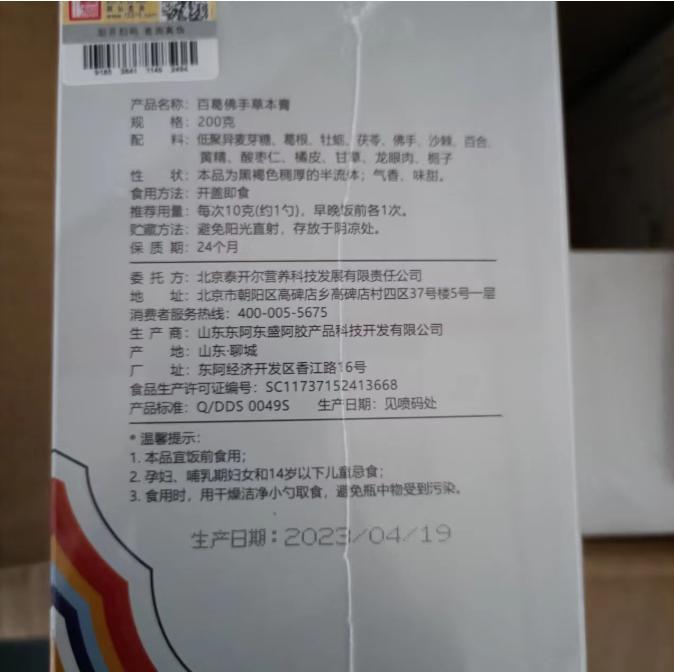 产品名称：百葛佛手草本膏
规　　格：200克
配　　料：低聚异麦芽糖、葛根、牡蛎、茯苓、佛手、沙棘、百合、
黄精、酸枣仁、橘皮、甘草、龙眼肉、栀子
性　　状：本品为黑褐色稠厚的半流体；气香、味甜。
食用方法：开盖即食
推荐用量：每次10克(约1勺)，早晚饭前各1次。
贮藏方法：避免阳光直射，存放于阴凉处。
保 质 期：24个月
委 托 方：北京泰开尔营养科技发展有限责任公司
地　　址：北京市朝阳区高碑店乡高碑店村四区37号楼5号一层
消费者服务热线：400-005-5675
生 产 商：山东东阿东盛阿胶产品科技开发有限公司
产　　地：山东·聊城
厂　　址：东阿经济开发区香江路16号
食品生产许可证编号：SC11737152413668
产品标准：Q/DDS 0049S　生产日期：见喷码处
*温馨提示：
1. 本品宜饭前食用；
2. 孕妇、哺乳期妇女和14岁以下儿童忌食；
3. 食用时，用干燥洁净小勺取食，避免瓶中物受到污染。
生产日期：2023/04/19